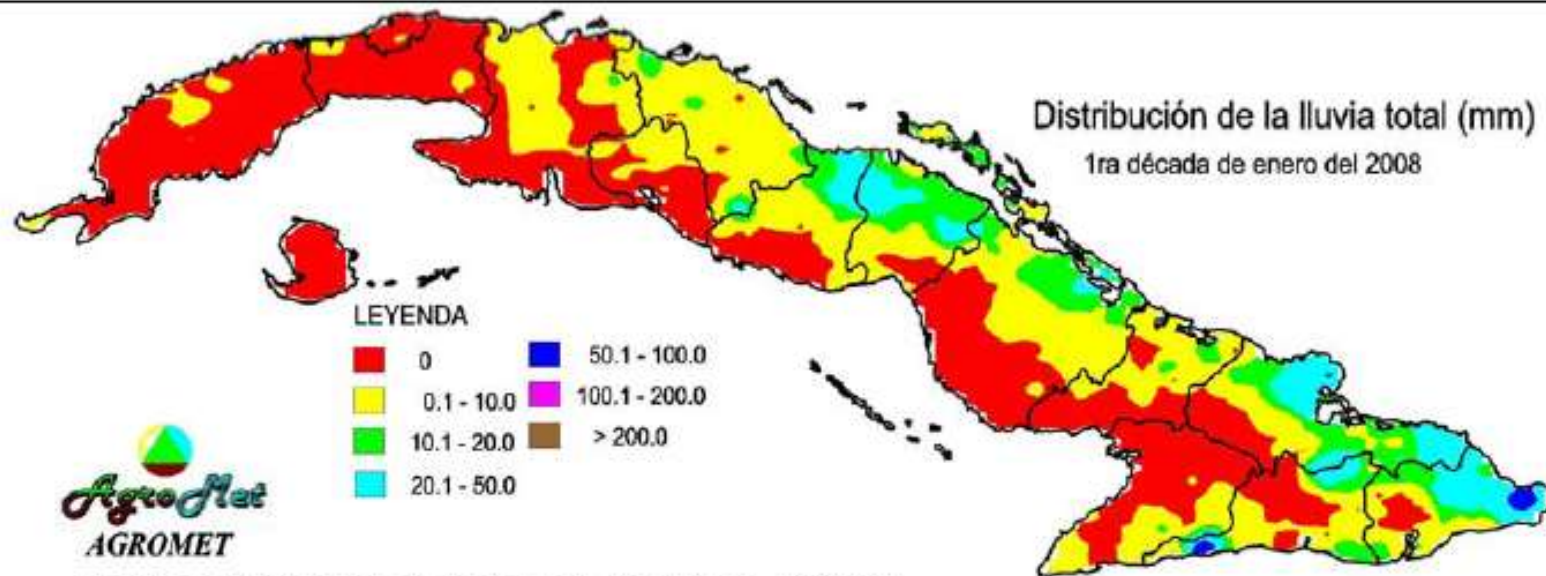 Distribución de la lluvia total (mm)
1ra década de enero del 2008
LEYENDA
0
0.1 - 10.0
10.1 - 20.0
20.1 - 50.0
50.1 - 100.0
100.1 - 200.0
> 200.0
AgroMet
AGROMET